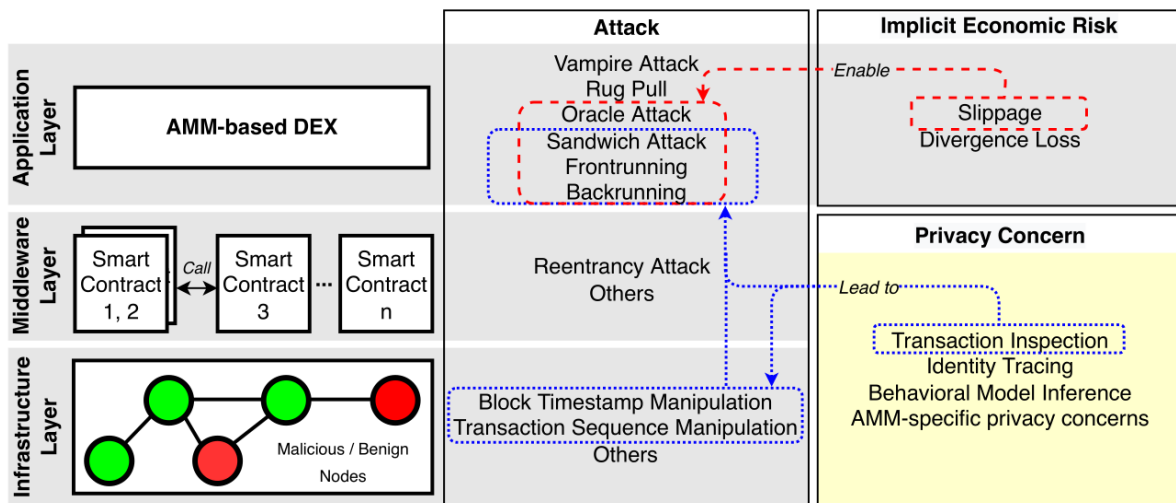 Attack
Implicit Economic Risk
Application
Layer
AMM-based DEX
Vampire Attack
Rug Pull
Oracle Attack
Sandwich Attack
Frontrunning
Backrunning
Enable
Slippage
Divergence Loss
Middleware
Layer
Smart
Contract
1, 2
Call
Smart
Contract
3
...
Smart
Contract
n
Reentrancy Attack
Others
Privacy Concern
Lead to
Transaction Inspection
Identity Tracing
Behavioral Model Inference
AMM-specific privacy concerns
Infrastructure
Layer
Malicious / Benign
Nodes
Block Timestamp Manipulation
Transaction Sequence Manipulation
Others